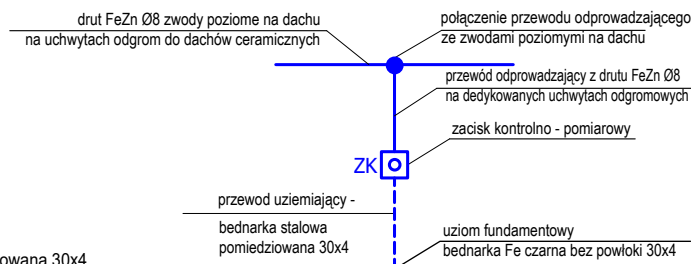 drut FeZn Ø8 zwody poziome na dachu
na uchwytach odgrom do dachów ceramicznych
połączenie przewodu odprowadzającego
ze zwodami poziomymi na dachu
przewód odprowadzający z drutu FeZn Ø8
na dedykowanych uchwytach odgromowych
zacisk kontrolno - pomiarowy
ZK
przewod uziemiający -
bednarka stalowa
pomiedziowana 30x4
uziom fundamentowy
bednarka Fe czarna bez powłoki 30x4
owana 30x4